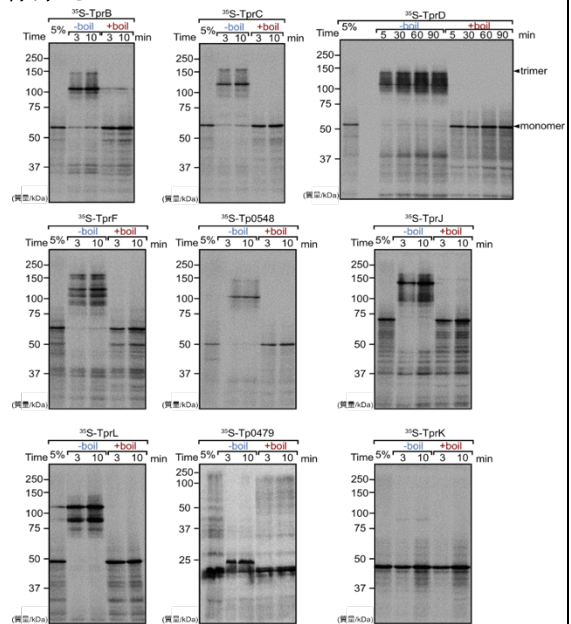 ³⁵S-TprB
5% -boil +boil
Time 3 10 3 10 min
250
150
100
75
50
37
(質量/kDa)
³⁵S-TprC
5% -boil +boil
Time 3 10 3 10 min
250
150
100
75
50
37
(質量/kDa)
³⁵S-TprD
5% -boil +boil
Time 5 30 60 90 5 30 60 90 min
250
150
100
75
50
37
(質量/kDa)
trimer
monomer
³⁵S-TprF
-boil +boil
Time 5% 3 10 3 10 min
250
150
100
75
50
37
(質量/kDa)
³⁵S-Tp0548
-boil +boil
Time 5% 3 10 3 10 min
250
150
100
75
50
37
(質量/kDa)
³⁵S-TprJ
-boil +boil
Time 5% 3 10 3 10 min
250
150
100
75
50
37
(質量/kDa)
³⁵S-TprL
-boil +boil
Time 5% 3 10 3 10 min
250
150
100
75
50
37
(質量/kDa)
³⁵S-Tp0479
-boil +boil
Time 5% 3 10 3 10 min
250
100
50
37
25
(質量/kDa)
³⁵S-TprK
-boil +boil
Time 5% 3 10 3 10 min
250
150
100
75
50
37
(質量/kDa)